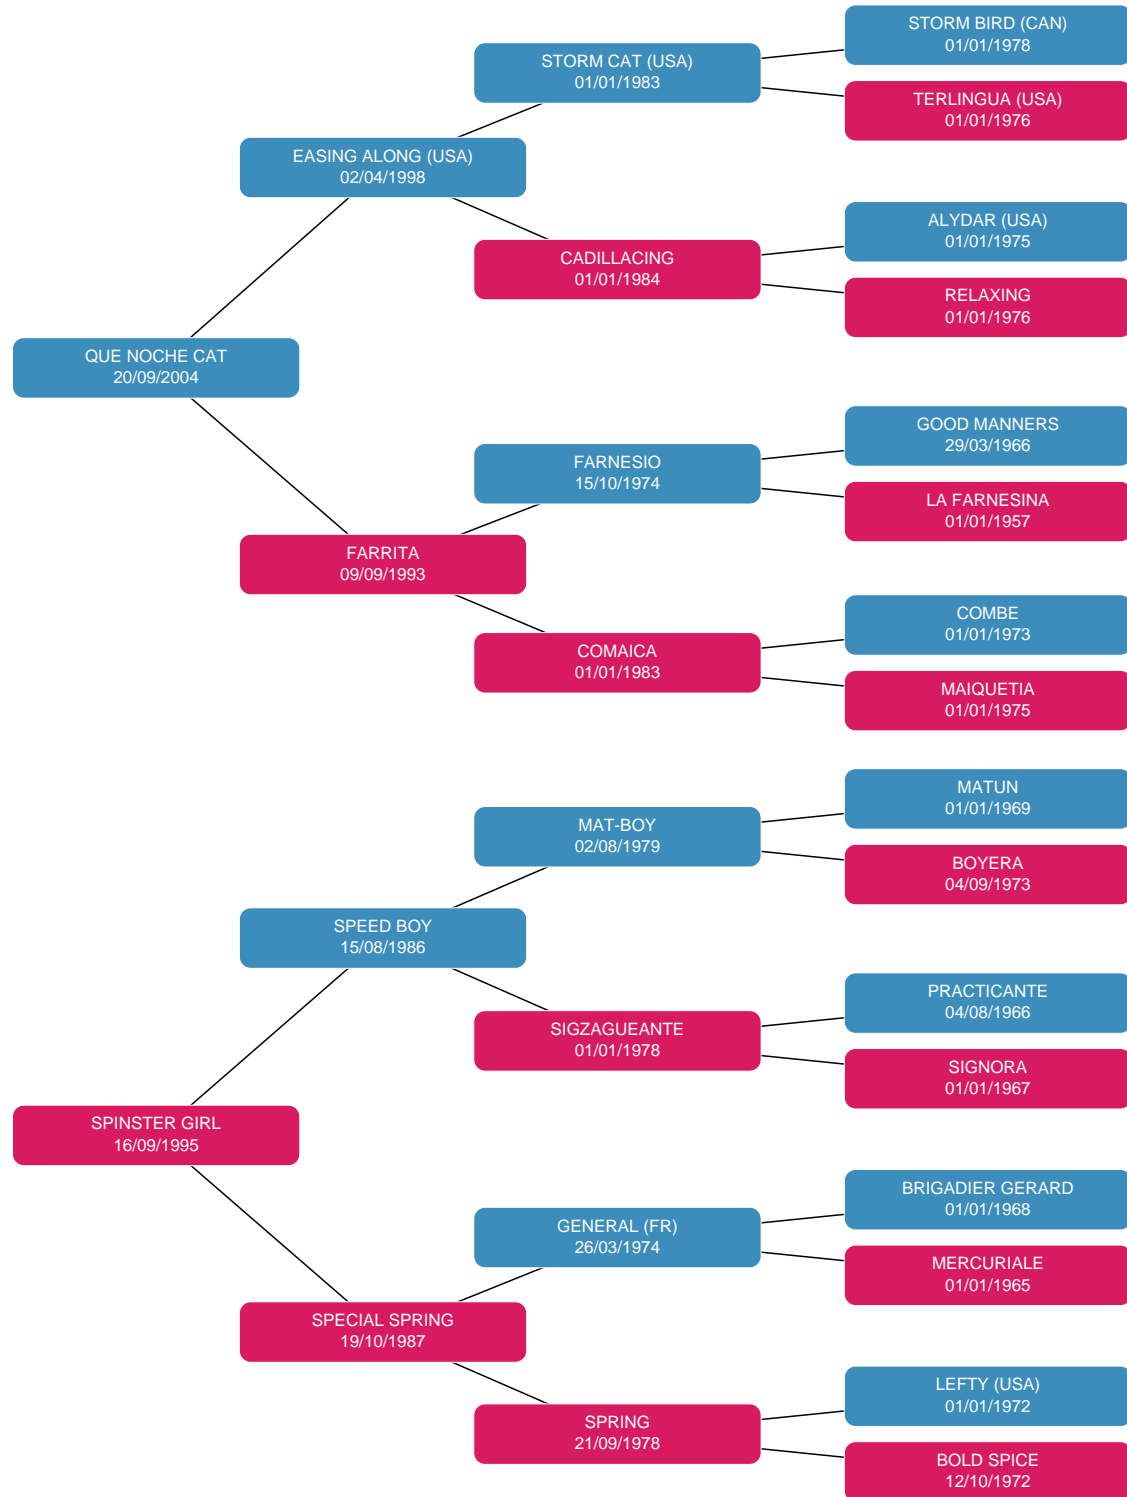 STORM BIRD (CAN)
01/01/1978
STORM CAT (USA)
01/01/1983
TERLINGUA (USA)
01/01/1976
EASING ALONG (USA)
02/04/1998
ALYDAR (USA)
01/01/1975
CADILLACING
01/01/1984
RELAXING
01/01/1976
QUE NOCHE CAT
20/09/2004
GOOD MANNERS
29/03/1966
FARNESIO
15/10/1974
LA FARNESINA
01/01/1957
FARRITA
09/09/1993
COMBE
01/01/1973
COMAICA
01/01/1983
MAIQUETIA
01/01/1975
MATUN
01/01/1969
MAT-BOY
02/08/1979
BOYERA
04/09/1973
SPEED BOY
15/08/1986
PRACTICANTE
04/08/1966
SIGZAGUEANTE
01/01/1978
SIGNORA
01/01/1967
SPINSTER GIRL
16/09/1995
BRIGADIER GERARD
01/01/1968
GENERAL (FR)
26/03/1974
MERCURIALE
01/01/1965
SPECIAL SPRING
19/10/1987
LEFTY (USA)
01/01/1972
SPRING
21/09/1978
BOLD SPICE
12/10/1972